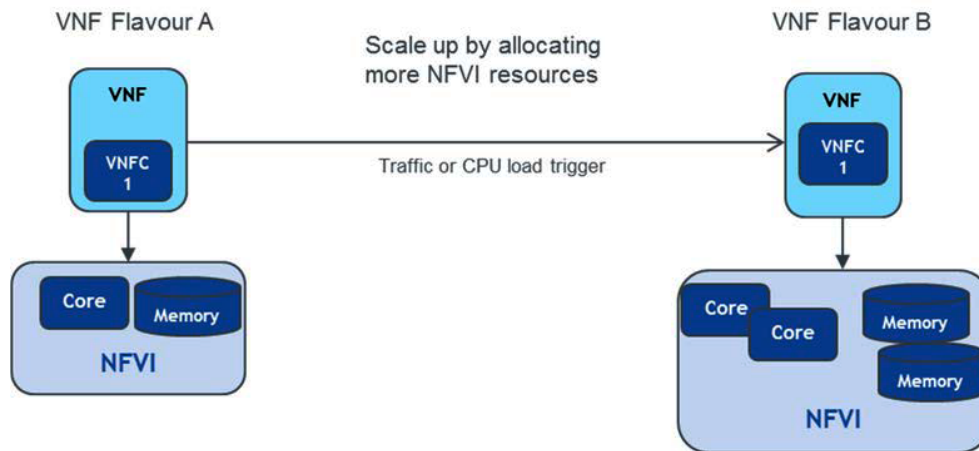 VNF Flavour A
VNF Flavour B
Scale up by allocating
more NFVI resources
VNF
VNFC
1
Traffic or CPU load trigger
VNF
VNFC
1
Core
Memory
NFVI
Core
Core
Memory
Memory
NFVI